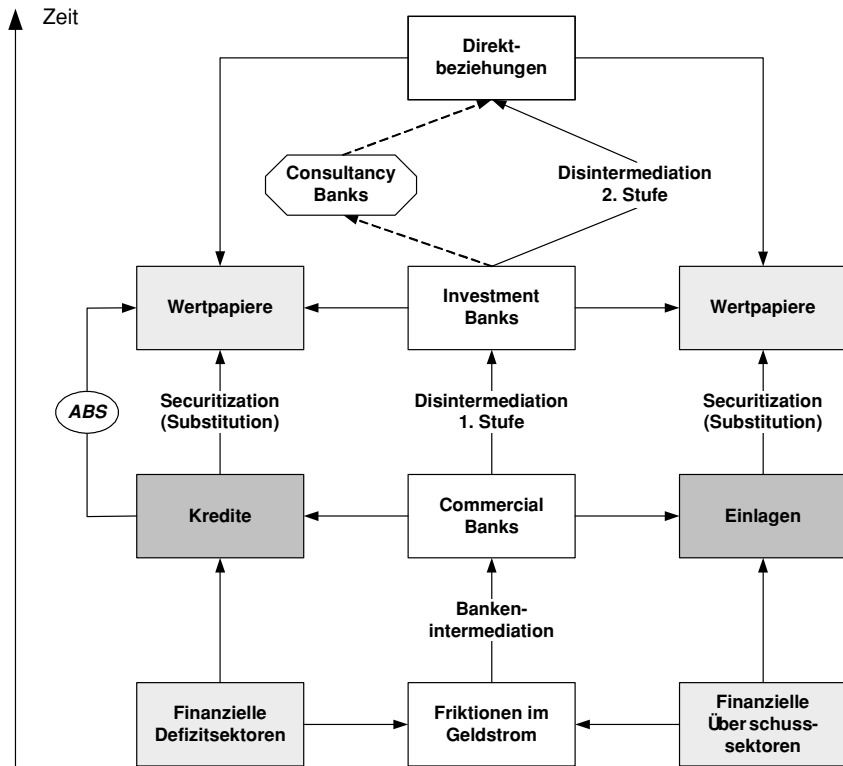 Zeit
Direkt-
beziehungen
Consultancy
Banks
Disintermediation
2. Stufe
Wertpapiere
Investment
Banks
Wertpapiere
ABS
Securitization
(Substitution)
Disintermediation
1. Stufe
Securitization
(Substitution)
Kredite
Commercial
Banks
Einlagen
Banken-
intermediation
Finanzielle
Defizitsektoren
Friktionen im
Geldstrom
Finanzielle
Überschuss-
sektoren